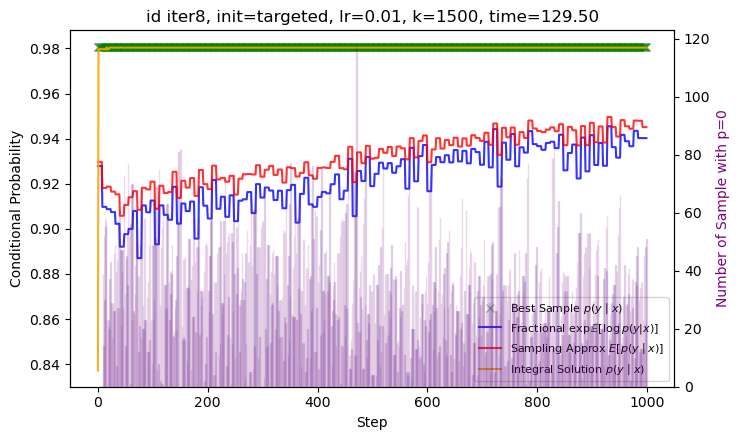 id iter8, init=targeted, lr=0.01, k=1500, time=129.50
0.98
0.96
0.94
0.92
0.90
0.88
0.86
0.84
Conditional Probability
120
100
80
60
40
20
0
Number of Sample with p=0
Best Sample p(y | x)
Fractional exp𝔼[log p(y|x)]
Sampling Approx E[p(y | x)]
Integral Solution p(y | x)
0 200 400 600 800 1000
Step